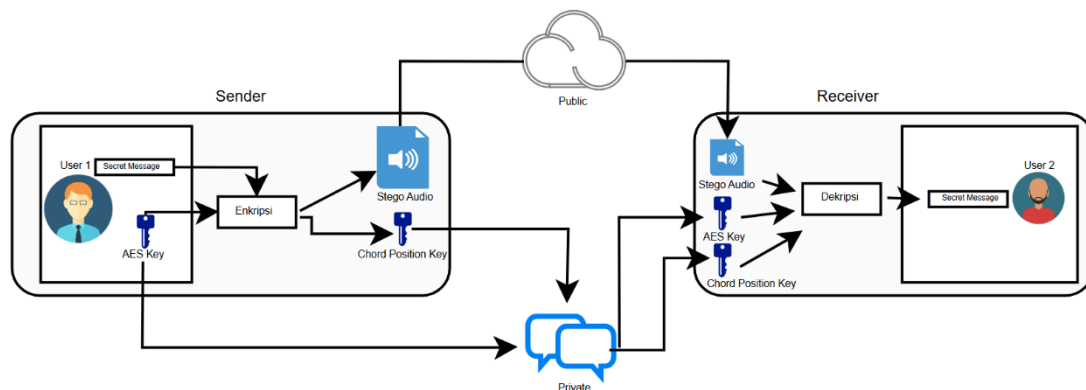 Public
Sender
Receiver
User 1
Secret Message
Enkripsi
Stego Audio
AES Key
Chord Position Key
Private
Stego Audio
AES Key
Chord Position Key
Dekripsi
Secret Message
User 2